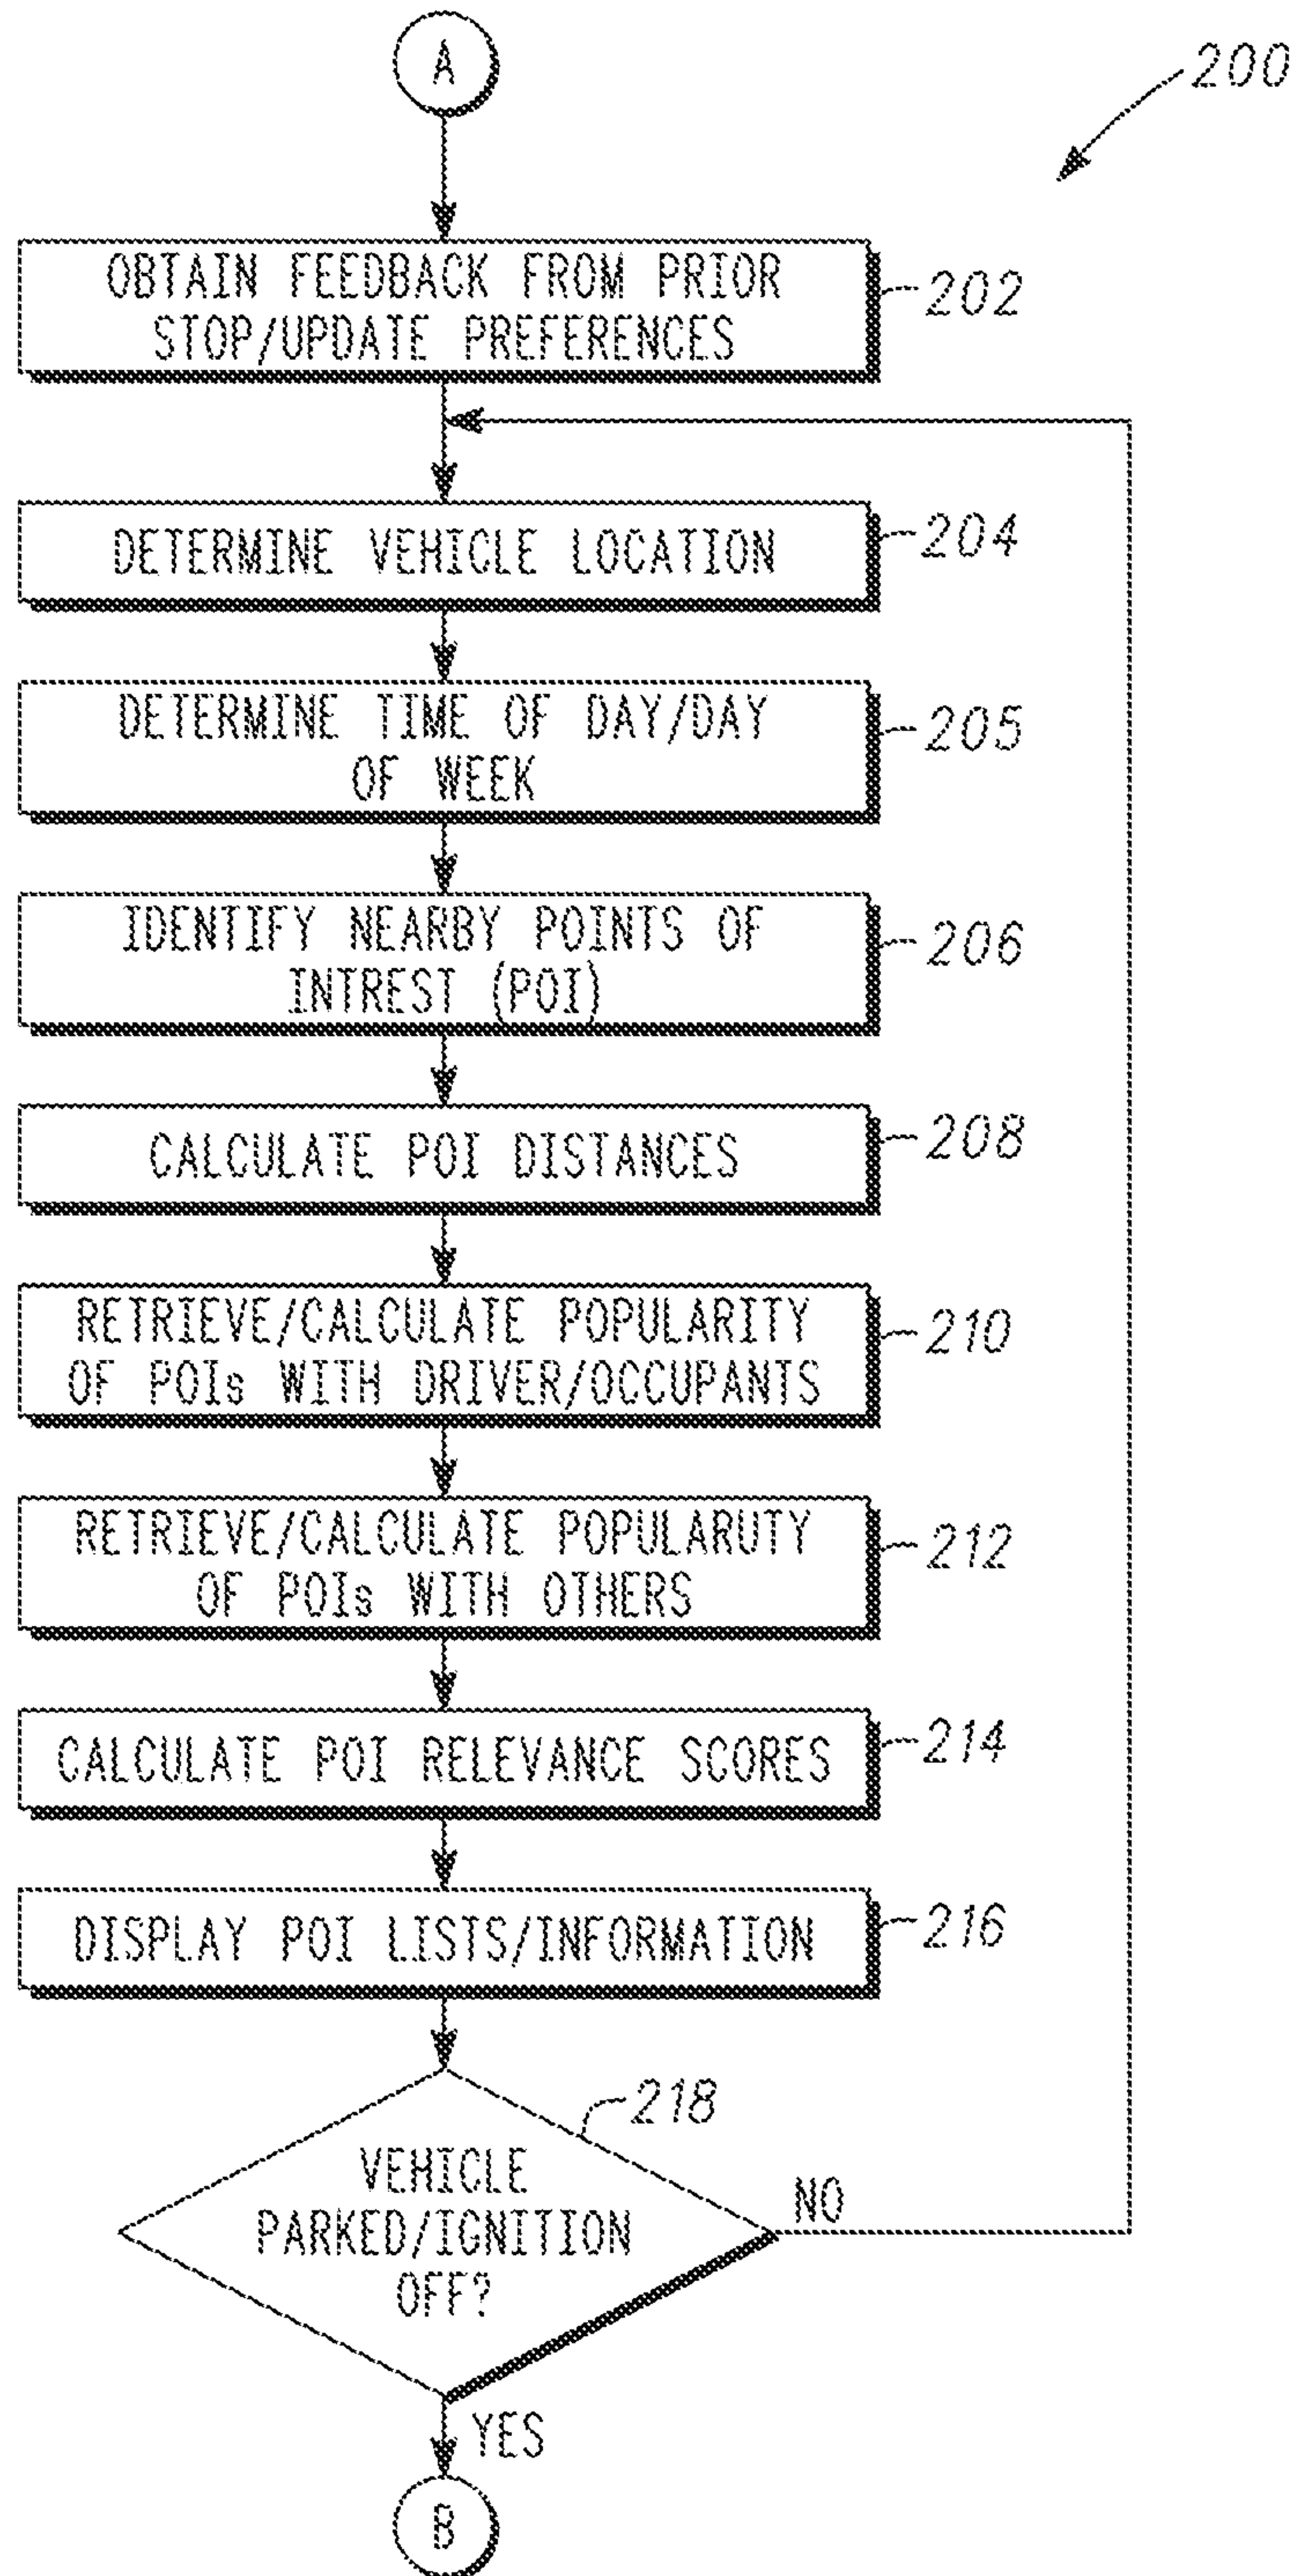 A
200
OBTAIN FEEDBACK FROM PRIOR
STOP/UPDATE PREFERENCES
202
DETERMINE VEHICLE LOCATION
204
DETERMINE TIME OF DAY/DAY
OF WEEK
205
IDENTIFY NEARBY POINTS OF
INTREST (POI)
206
CALCULATE POI DISTANCES
208
RETRIEVE/CALCULATE POPULARITY
OF POIs WITH DRIVER/OCCUPANTS
210
RETRIEVE/CALCULATE POPULARUTY
OF POIs WITH OTHERS
212
CALCULATE POI RELEVANCE SCORES
214
DISPLAY POI LISTS/INFORMATION
216
218
VEHICLE
PARKED/IGNITION
OFF?
NO
YES
B